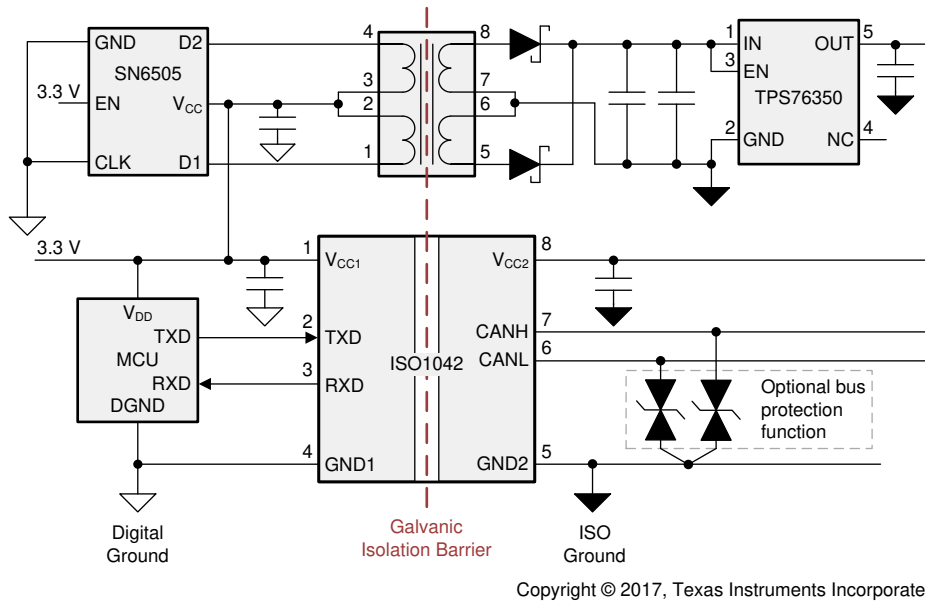 GND
D2
SN6505
3.3 V
EN
VCC
CLK
D1
4
3
2
1
8
7
6
5
1
3
2
IN
EN
OUT
TPS76350
GND
NC
5
4
3.3 V
VDD
TXD
MCU
RXD
DGND
1
2
3
4
VCC1
TXD
RXD
GND1
ISO1042
VCC2
CANH
CANL
GND2
8
7
6
5
Optional bus
protection
function
Digital
Ground
Galvanic
Isolation Barrier
ISO
Ground
Copyright © 2017, Texas Instruments Incorporate